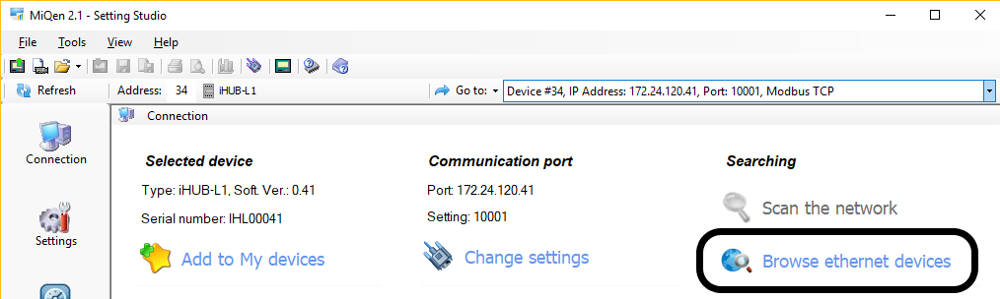 MiQen 2.1 - Setting Studio
File Tools View Help
Refresh Address: 34 iHUB-L1 Go to: Device #34, IP Address: 172.24.120.41, Port: 10001, Modbus TCP
Connection
Connection
Settings
Selected device
Type: iHUB-L1, Soft. Ver.: 0.41
Serial number: IHL00041
Add to My devices
Communication port
Port: 172.24.120.41
Setting: 10001
Change settings
Searching
Scan the network
Browse ethernet devices